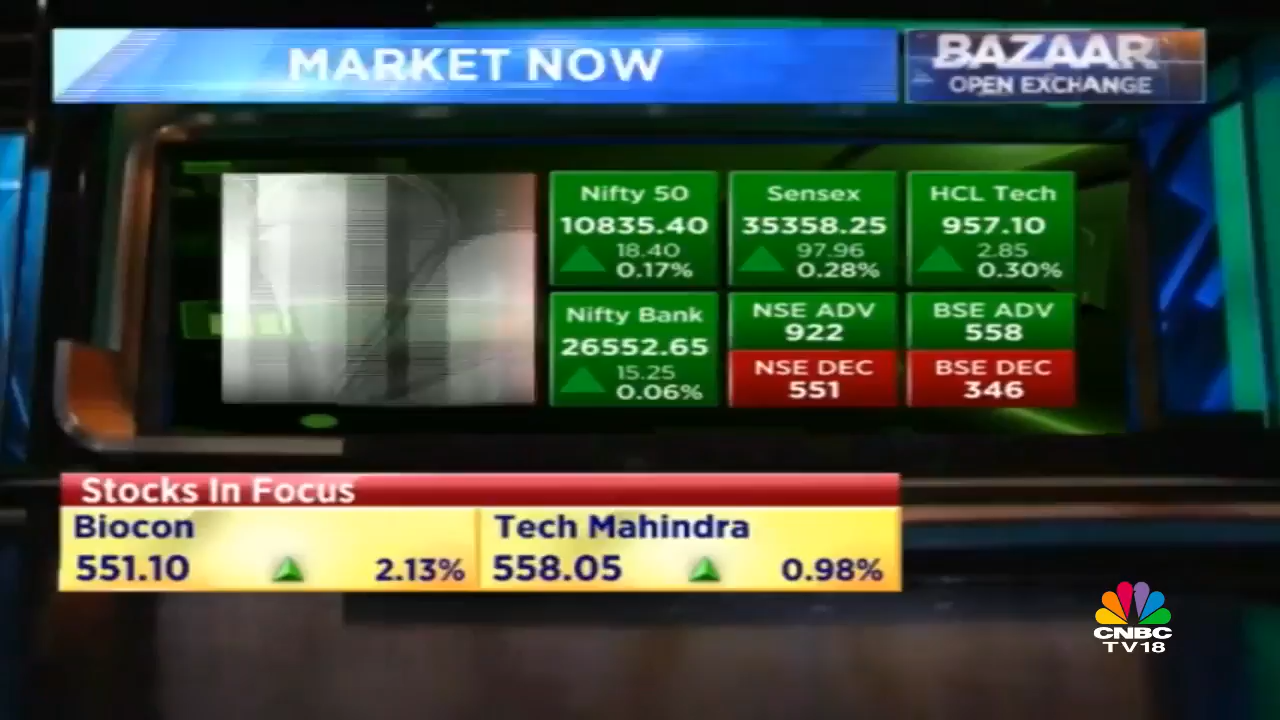 MARKET NOW
BAZAAR
OPEN EXCHANGE
Nifty 50
10835.40
18.40
0.17%
Sensex
35358.25
97.96
0.28%
HCL Tech
957.10
2.85
0.30%
Nifty Bank
26552.65
15.25
0.06%
NSE ADV
922
NSE DEC
551
BSE ADV
558
BSE DEC
346
Stocks In Focus
Biocon
551.10
2.13%
Tech Mahindra
558.05
0.98%
CNBC
TV18